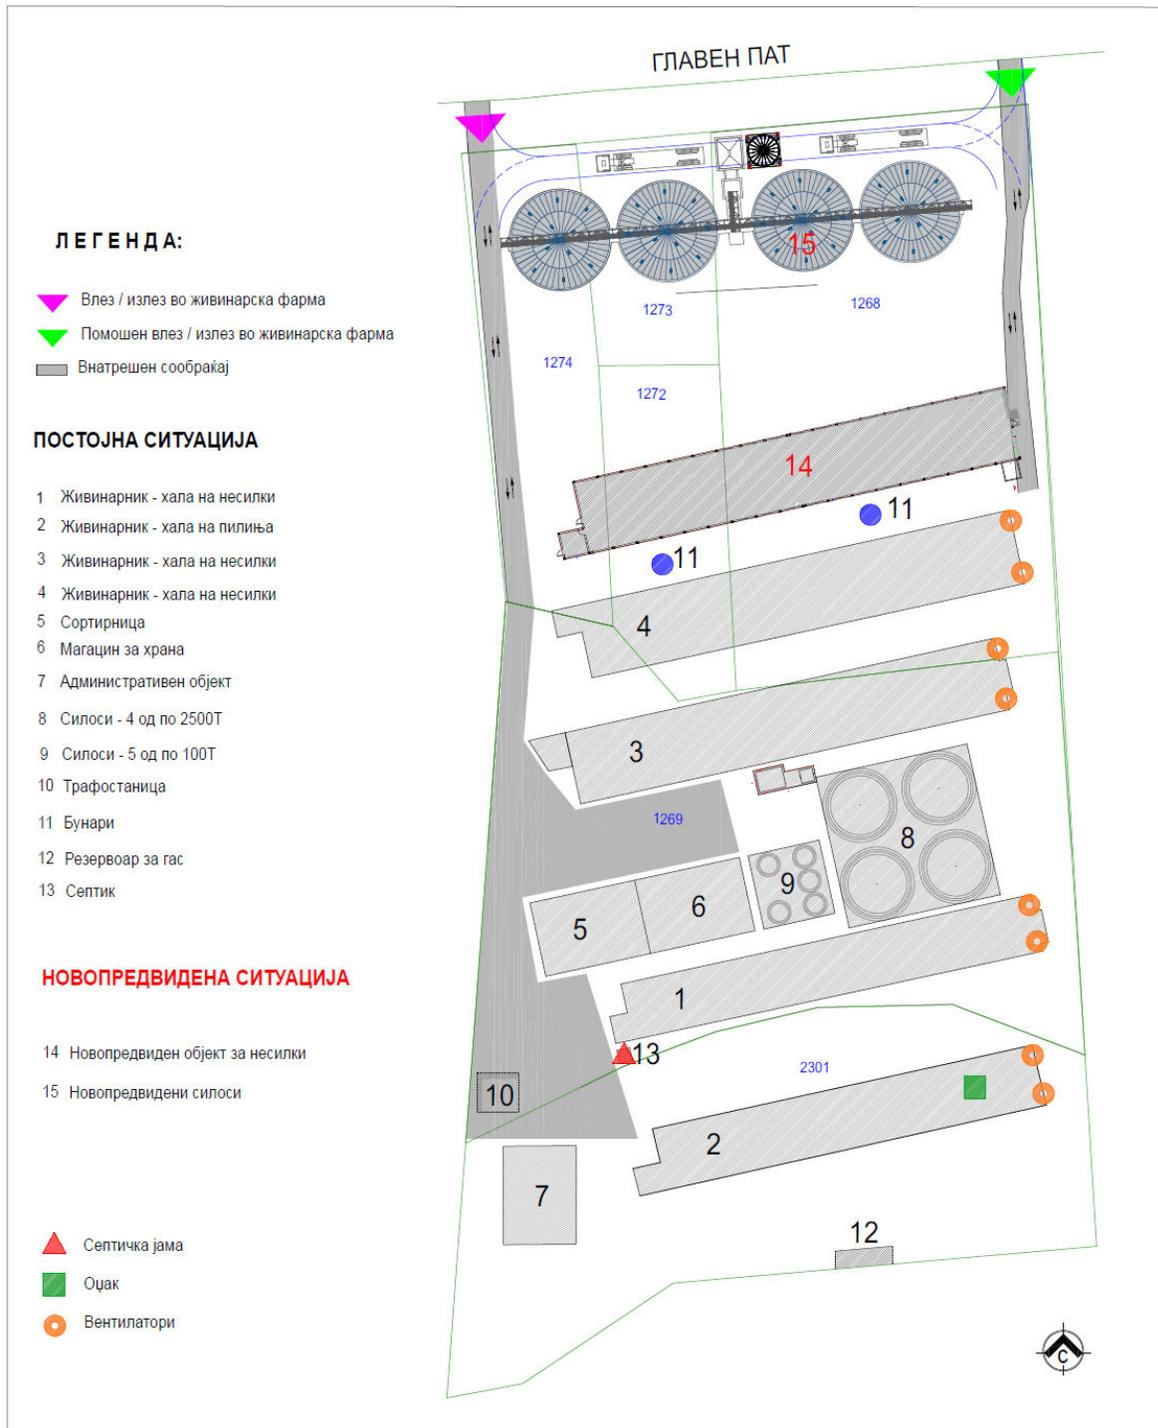 ГЛАВЕН ПАТ
Л Е Г Е Н Д А :
Влез / излез во живинарска фарма
Помошен влез / излез во живинарска фарма
Внатрешен сообраќај
ПОСТОЈНА СИТУАЦИЈА
1 Живинарник - хала на несилки
2 Живинарник - хала на пилиња
3 Живинарник - хала на несилки
4 Живинарник - хала на несилки
5 Сортирница
6 Магацин за храна
7 Административен објект
8 Силоси - 4 од по 2500Т
9 Силоси - 5 од по 100Т
10 Трафостаница
11 Бунари
12 Резервоар за гас
13 Септик
НОВОПРЕДВИДЕНА СИТУАЦИЈА
14 Новопредвиден објект за несилки
15 Новопредвидени силоси
Септичка јама
Оџак
Вентилатори
15
1273
1268
1274
1272
14
11
11
4
3
1269
8
9
6
5
1
13
2301
10
2
7
12
С